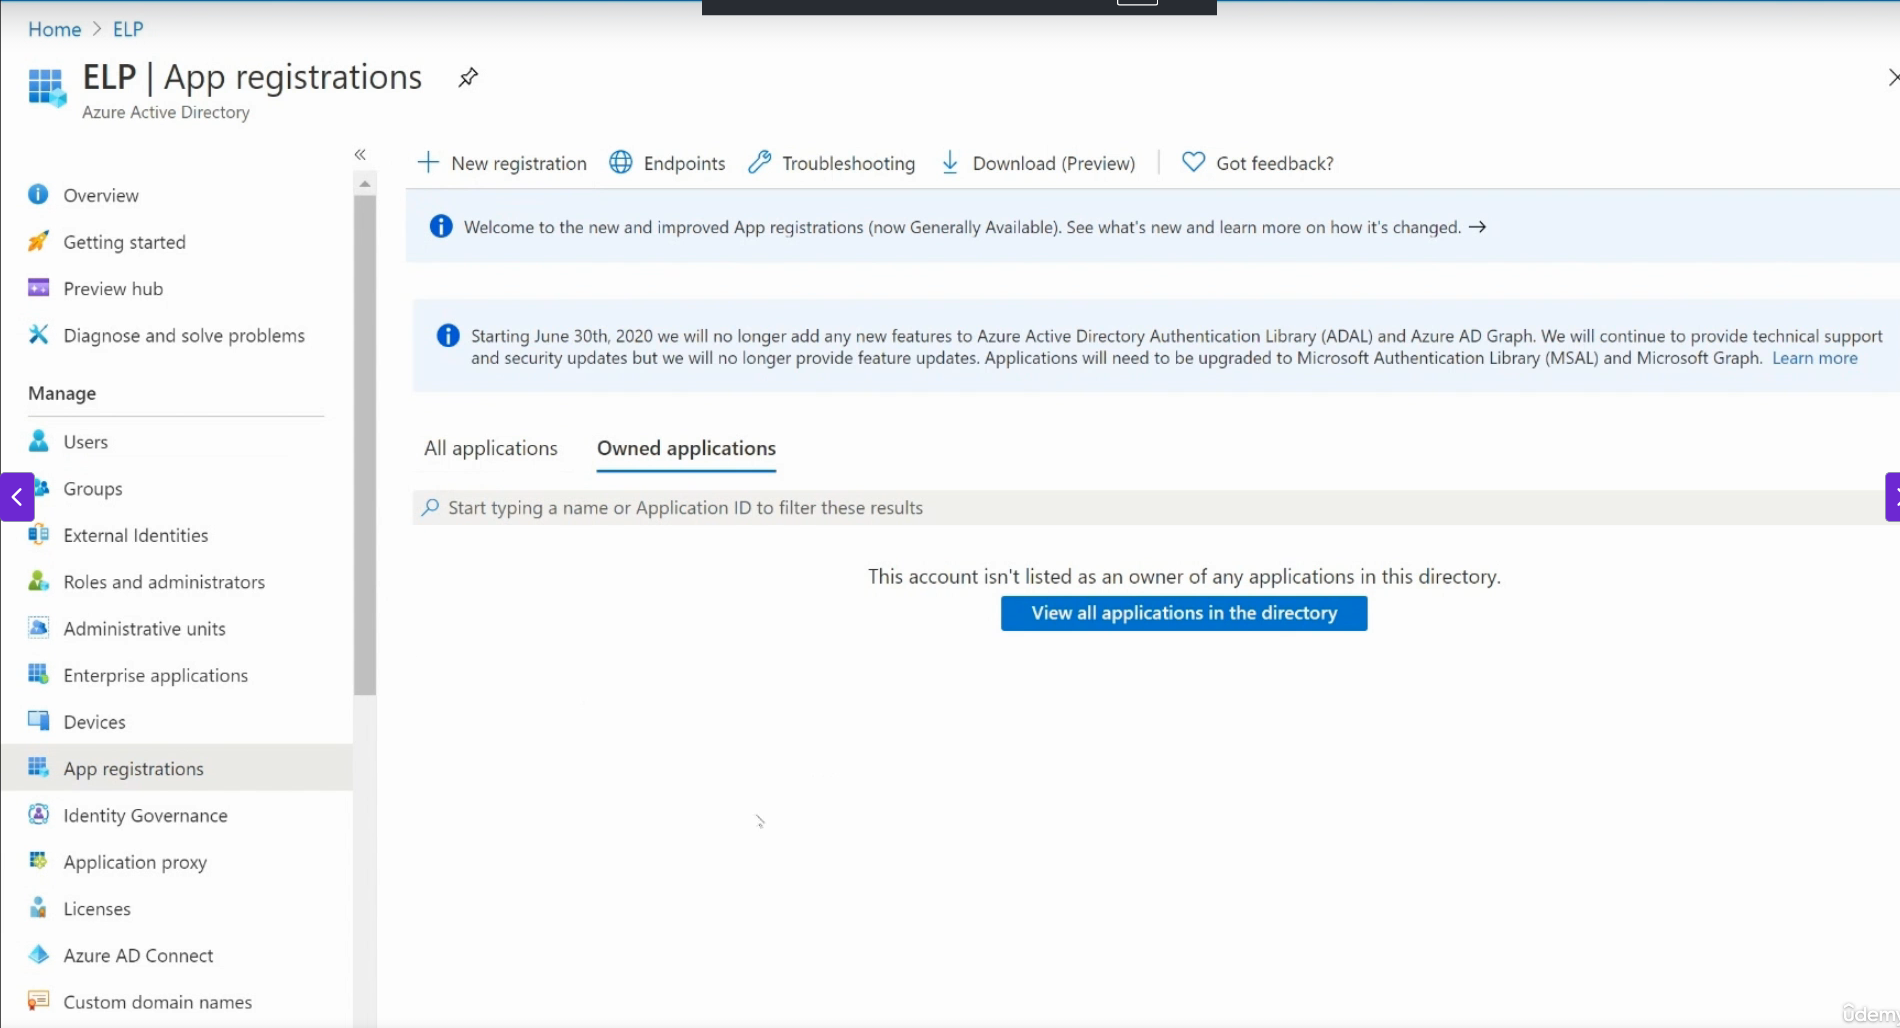 Home > ELP
ELP | App registrations
Azure Active Directory
«
Overview
Getting started
Preview hub
Diagnose and solve problems
Manage
Users
Groups
External Identities
Roles and administrators
Administrative units
Enterprise applications
Devices
App registrations
Identity Governance
Application proxy
Licenses
Azure AD Connect
Custom domain names
New registration Endpoints Troubleshooting Download (Preview) Got feedback?
Welcome to the new and improved App registrations (now Generally Available). See what's new and learn more on how it's changed. →
Starting June 30th, 2020 we will no longer add any new features to Azure Active Directory Authentication Library (ADAL) and Azure AD Graph. We will continue to provide technical support
and security updates but we will no longer provide feature updates. Applications will need to be upgraded to Microsoft Authentication Library (MSAL) and Microsoft Graph. Learn more
All applications Owned applications
Start typing a name or Application ID to filter these results
This account isn't listed as an owner of any applications in this directory.
View all applications in the directory
ûdemy